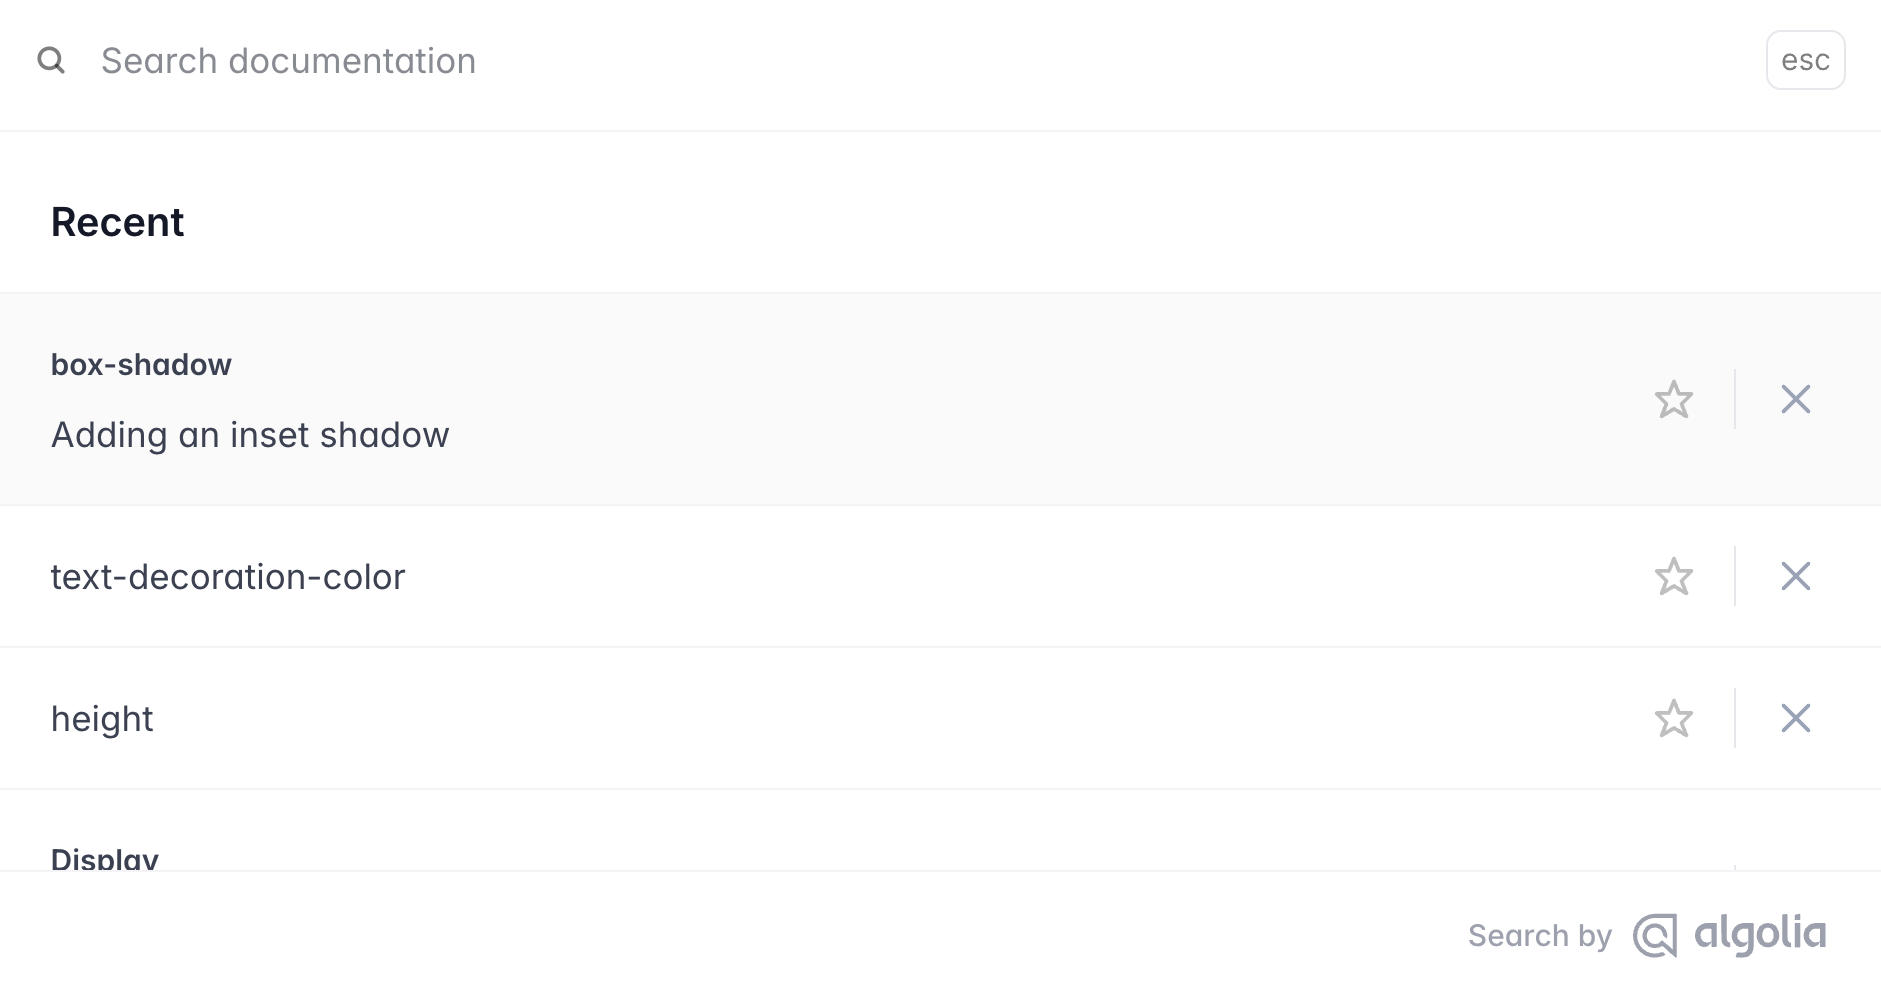 Search documentation
esc
Recent
box-shadow
Adding an inset shadow
text-decoration-color
height
Display
Search by algolia